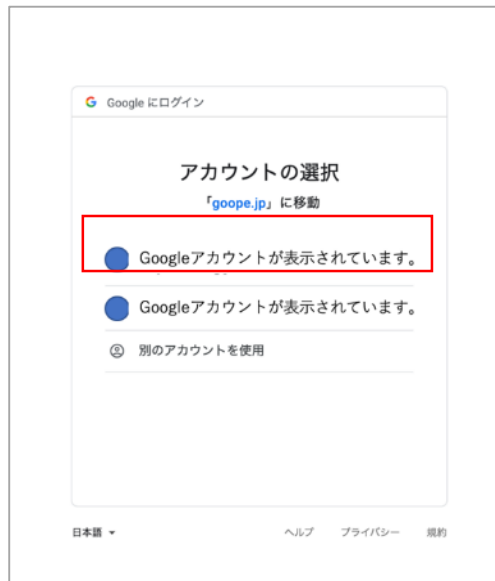 Google にログイン
アカウントの選択
「goope.jp」に移動
Googleアカウントが表示されています。
Googleアカウントが表示されています。
別のアカウントを使用
日本語
ヘルプ プライバシー 規約